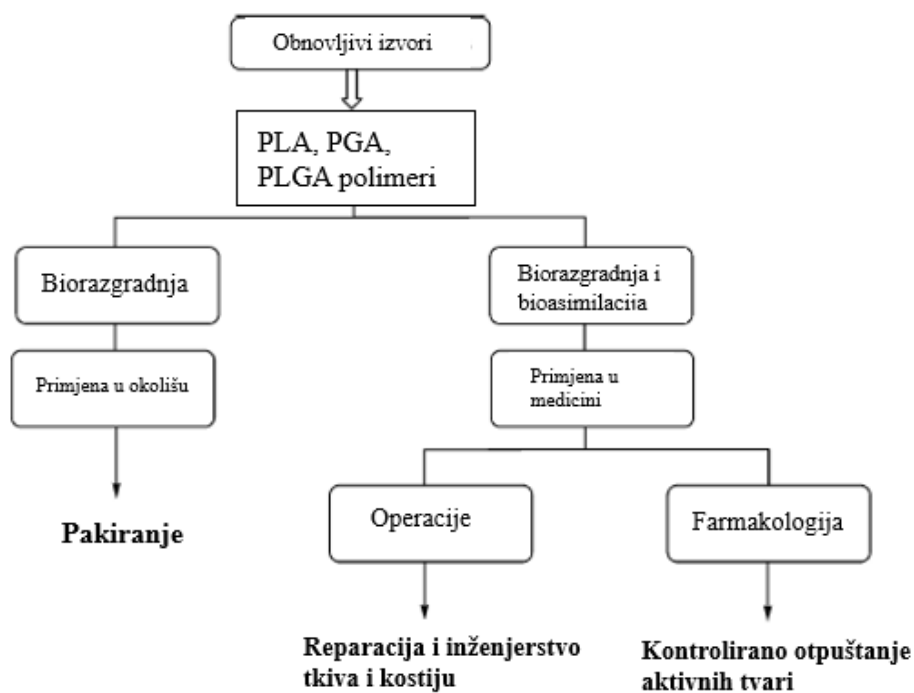 Obnovljivi izvori
PLA, PGA,
PLGA polimeri
Biorazgradnja
Biorazgradnja i
bioasimilacija
Primjena u okolišu
Primjena u
medicini
Pakiranje
Operacije
Farmakologija
Reparacija i inženjerstvo
tkiva i kostiju
Kontrolirano otpuštanje
aktivnih tvari